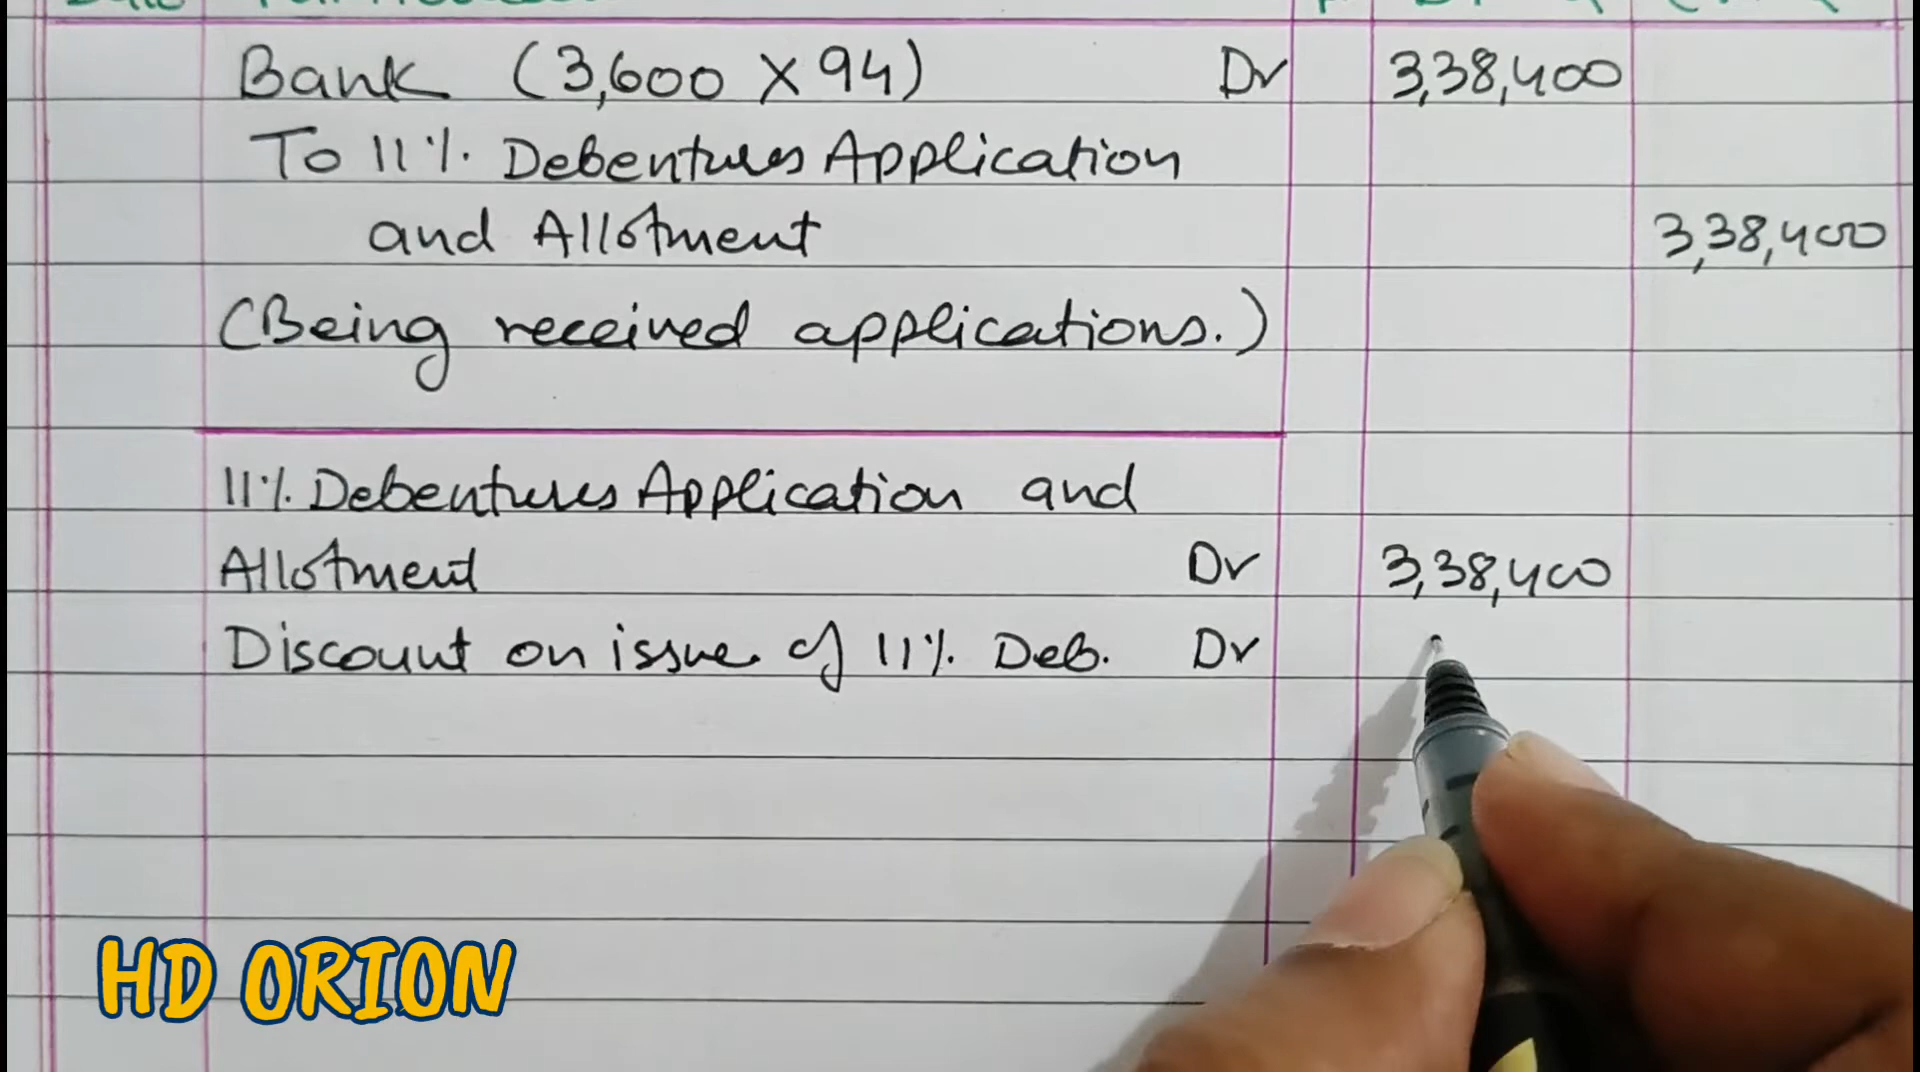 Bank (3,600 X 94) Dr 3,38,400
To 11%. Debentures Application
and Allotment 3,38,400
(Being received applications.)
11%. Debentures Application and
Allotment Dr 3,38,400
Discount on issue of 11%. Deb. Dr
HD ORION